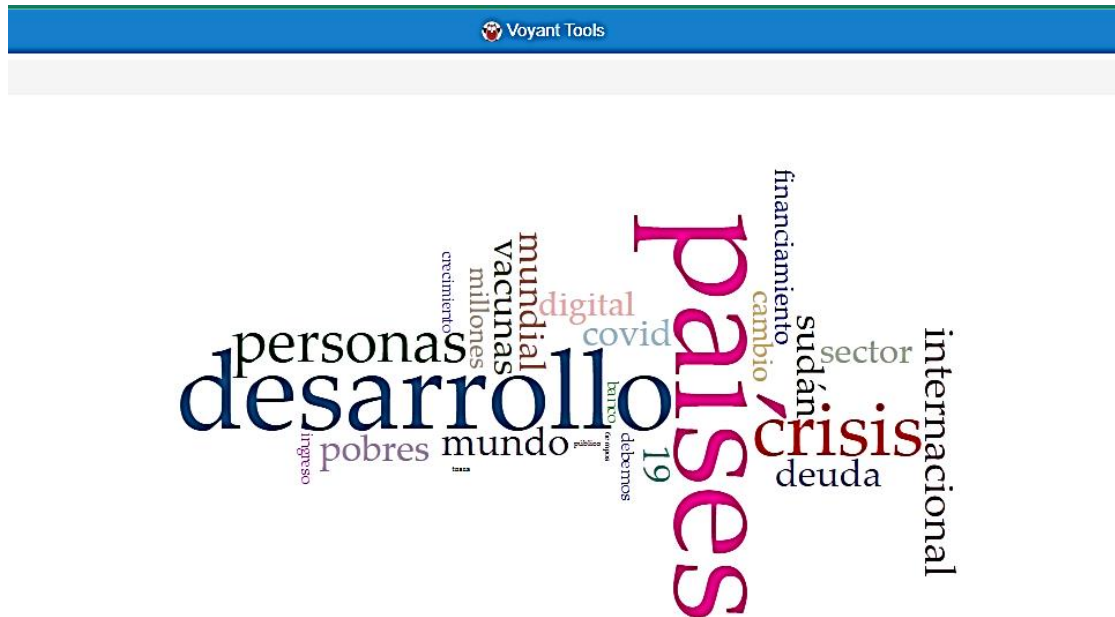 Voyant Tools
países
desarrollo
crisis
personas
internacional
mundo
mundial
vacunas
sudán
deuda
covid
pobres
digital
sector
financiamiento
cambio
millones
19
crecimiento
debemos
ingreso
banco
público
tiempos